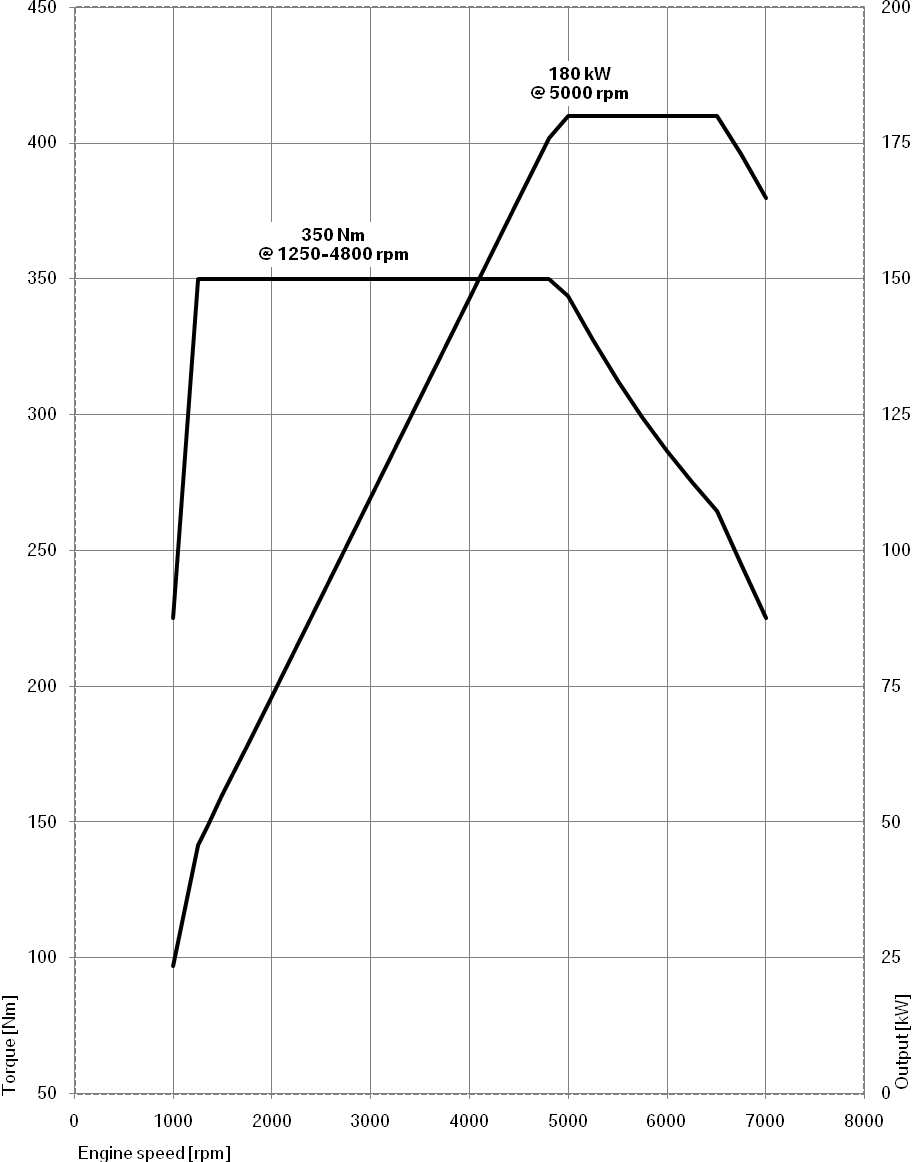 450
200
180 kW
@ 5000 rpm
400
175
350 Nm
@ 1250-4800 rpm
350
150
300
125
250
100
200
75
150
50
100
25
Torque [Nm]
Output [kW]
50
0
0 1000 2000 3000 4000 5000 6000 7000 8000
Engine speed [rpm]